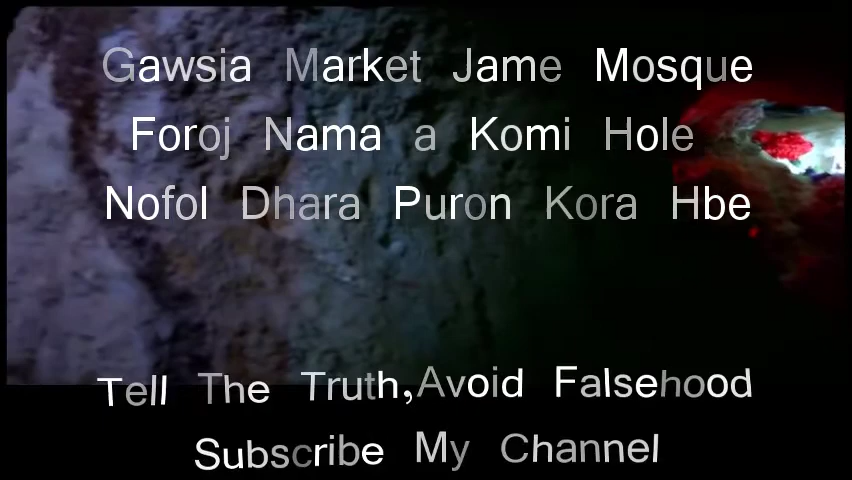 Gawsia Market Jame Mosque
Foroj Nama a Komi Hole
Nofol Dhara Puron Kora Hbe
Tell The Truth,Avoid Falsehood
Subscribe My Channel